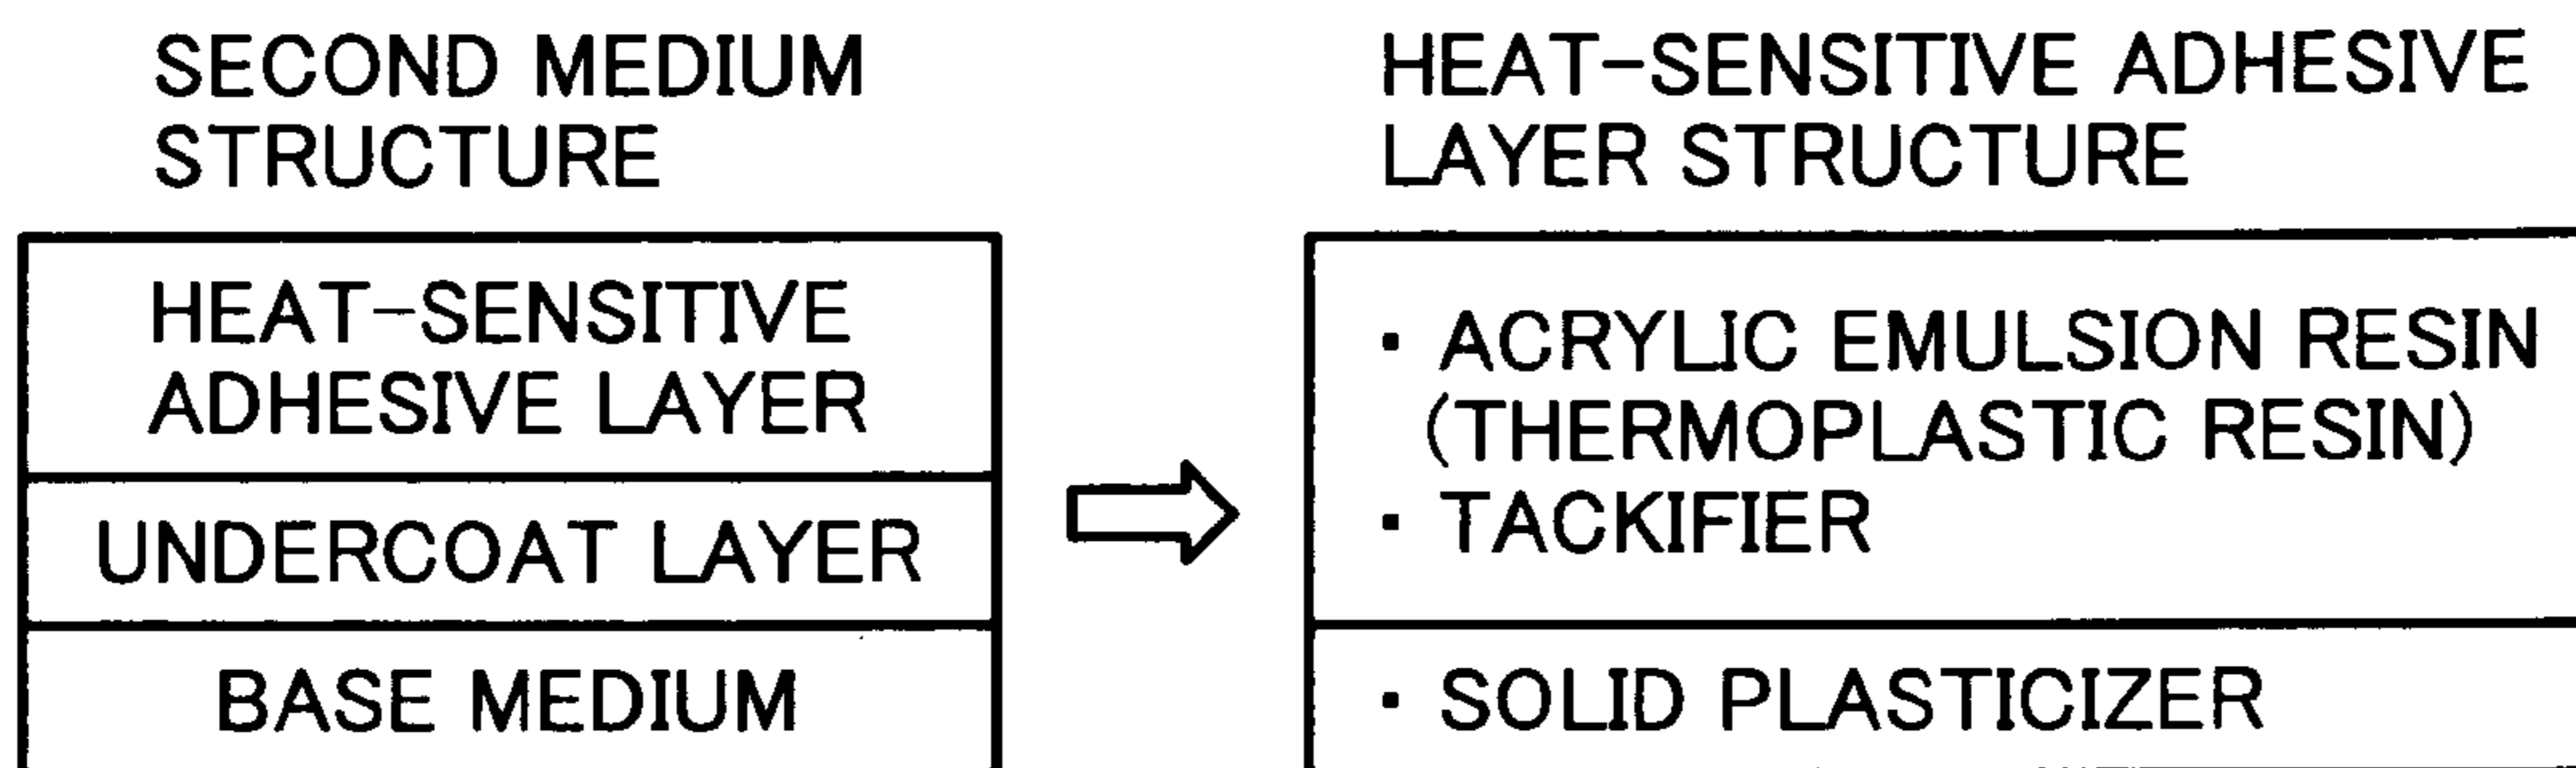 SECOND MEDIUM
STRUCTURE
HEAT-SENSITIVE
ADHESIVE LAYER
UNDERCOAT LAYER
BASE MEDIUM
HEAT-SENSITIVE ADHESIVE
LAYER STRUCTURE
・ ACRYLIC EMULSION RESIN
(THERMOPLASTIC RESIN)
・ TACKIFIER
・ SOLID PLASTICIZER